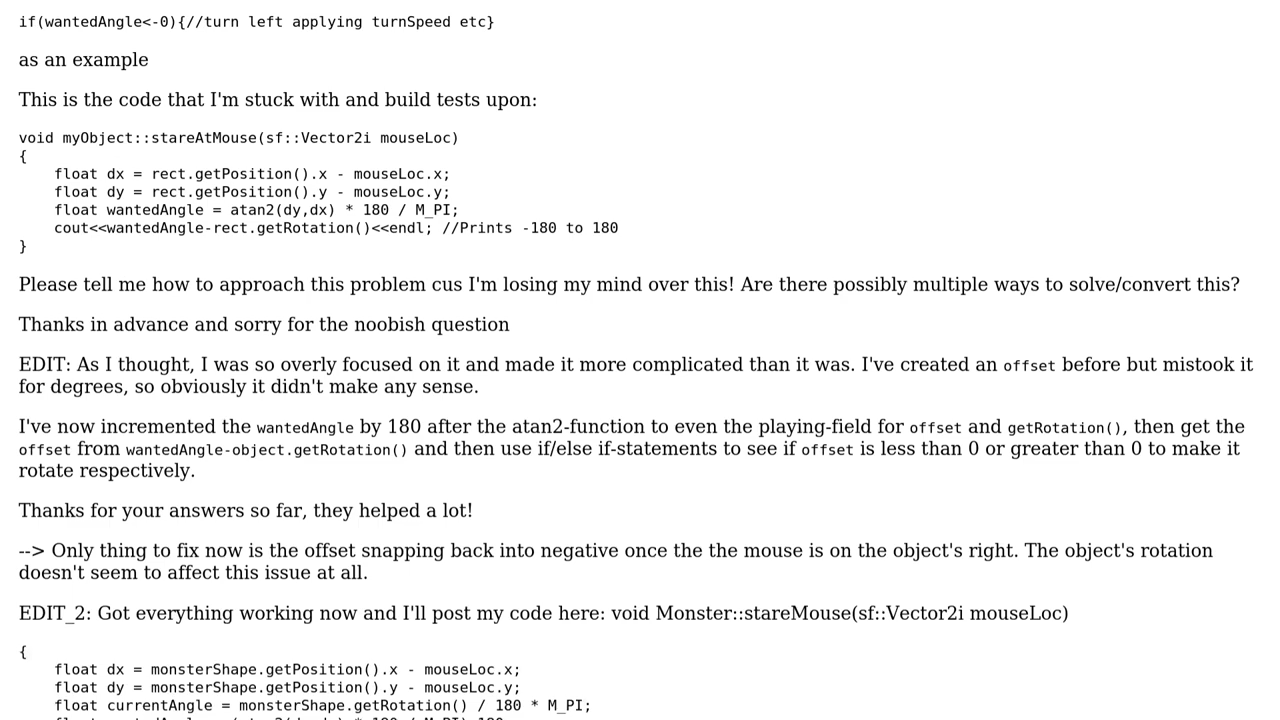 if(wantedAngle<-0){//turn left applying turnSpeed etc}
as an example
This is the code that I'm stuck with and build tests upon:
void myObject::stareAtMouse(sf::Vector2i mouseLoc)
{
    float dx = rect.getPosition().x - mouseLoc.x;
    float dy = rect.getPosition().y - mouseLoc.y;
    float wantedAngle = atan2(dy,dx) * 180 / M_PI;
    cout<<wantedAngle-rect.getRotation()<<endl; //Prints -180 to 180
}
Please tell me how to approach this problem cus I'm losing my mind over this! Are there possibly multiple ways to solve/convert this?
Thanks in advance and sorry for the noobish question
EDIT: As I thought, I was so overly focused on it and made it more complicated than it was. I've created an offset before but mistook it
for degrees, so obviously it didn't make any sense.
I've now incremented the wantedAngle by 180 after the atan2-function to even the playing-field for offset and getRotation(), then get the
offset from wantedAngle-object.getRotation() and then use if/else if-statements to see if offset is less than 0 or greater than 0 to make it
rotate respectively.
Thanks for your answers so far, they helped a lot!
--> Only thing to fix now is the offset snapping back into negative once the the mouse is on the object's right. The object's rotation
doesn't seem to affect this issue at all.
EDIT_2: Got everything working now and I'll post my code here: void Monster::stareMouse(sf::Vector2i mouseLoc)
{
    float dx = monsterShape.getPosition().x - mouseLoc.x;
    float dy = monsterShape.getPosition().y - mouseLoc.y;
    float currentAngle = monsterShape.getRotation() / 180 * M_PI;